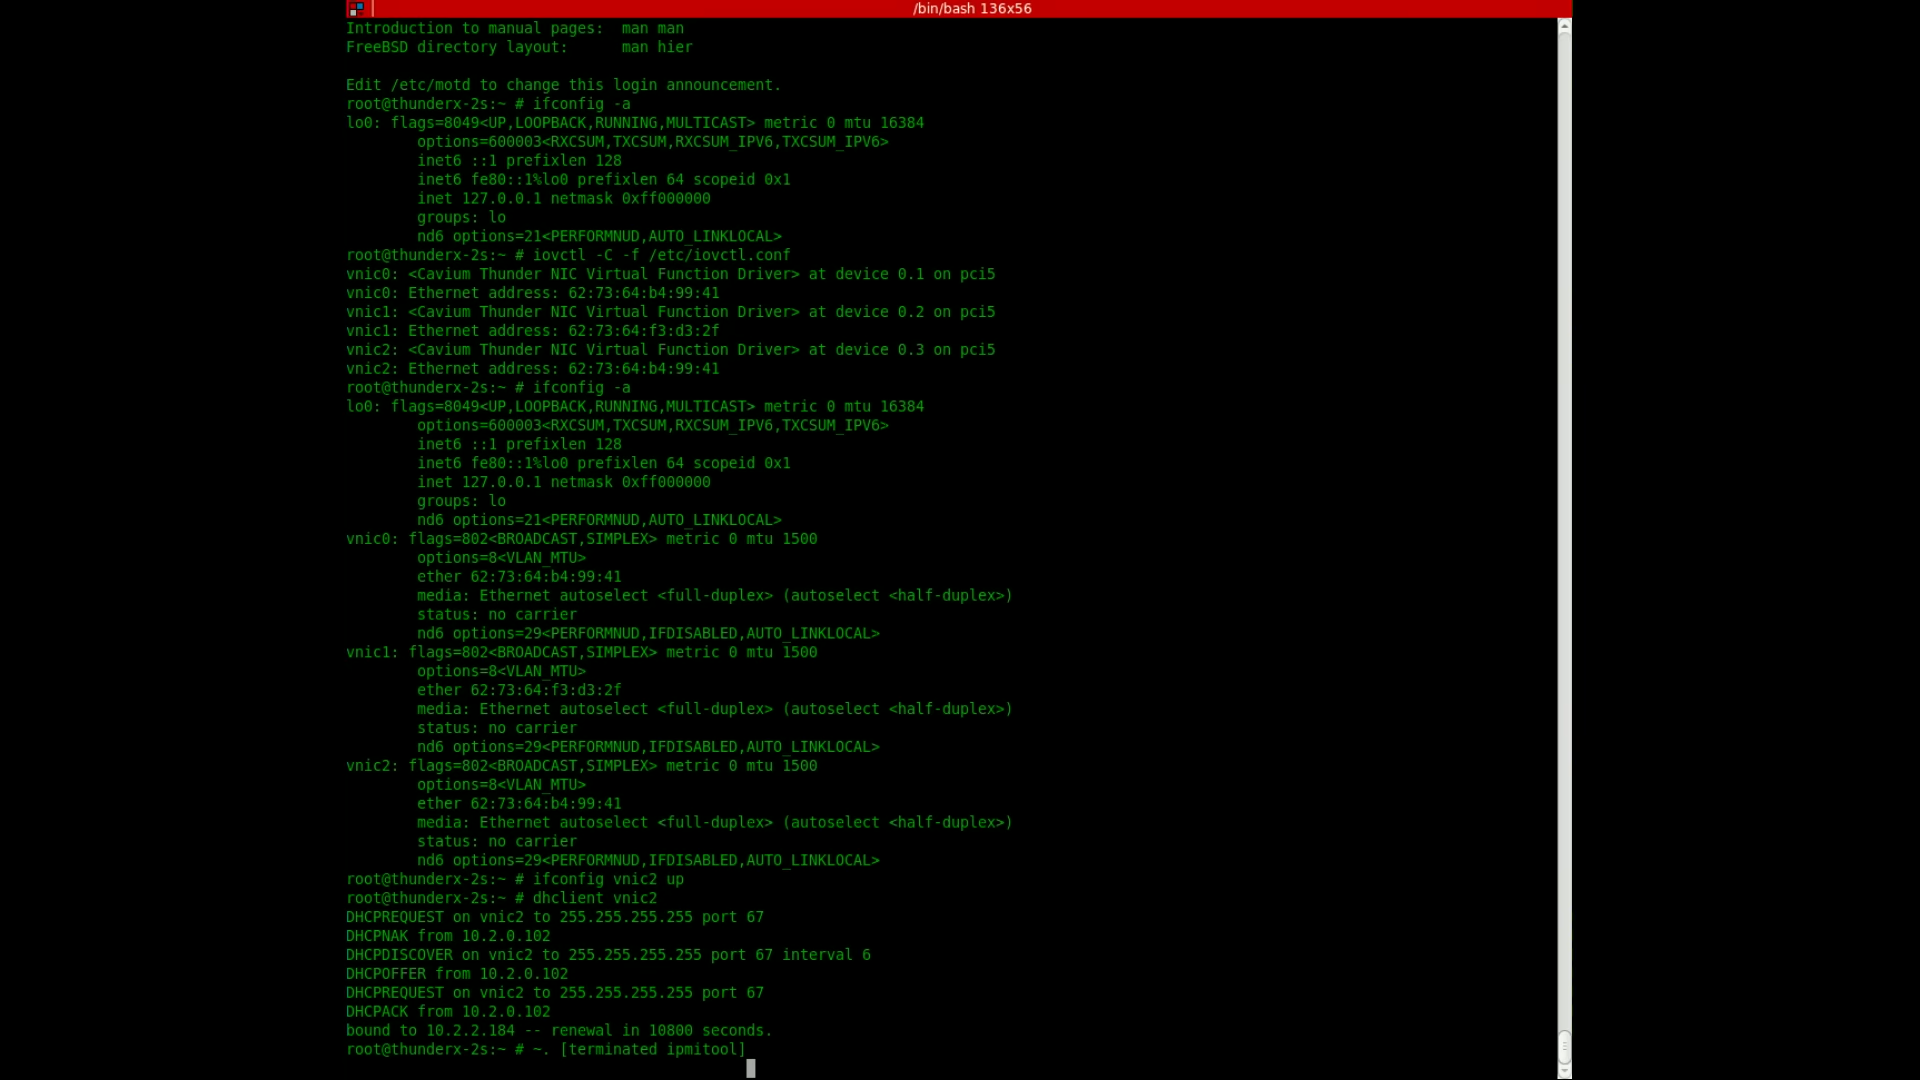 /bin/bash 136x56
Introduction to manual pages:  man man
FreeBSD directory layout:      man hier

Edit /etc/motd to change this login announcement.
root@thunderx-2s:~ # ifconfig -a
lo0: flags=8049<UP,LOOPBACK,RUNNING,MULTICAST> metric 0 mtu 16384
        options=600003<RXCSUM,TXCSUM,RXCSUM_IPV6,TXCSUM_IPV6>
        inet6 ::1 prefixlen 128
        inet6 fe80::1%lo0 prefixlen 64 scopeid 0x1
        inet 127.0.0.1 netmask 0xff000000
        groups: lo
        nd6 options=21<PERFORMNUD,AUTO_LINKLOCAL>
root@thunderx-2s:~ # iovctl -C -f /etc/iovctl.conf
vnic0: <Cavium Thunder NIC Virtual Function Driver> at device 0.1 on pci5
vnic0: Ethernet address: 62:73:64:b4:99:41
vnic1: <Cavium Thunder NIC Virtual Function Driver> at device 0.2 on pci5
vnic1: Ethernet address: 62:73:64:f3:d3:2f
vnic2: <Cavium Thunder NIC Virtual Function Driver> at device 0.3 on pci5
vnic2: Ethernet address: 62:73:64:b4:99:41
root@thunderx-2s:~ # ifconfig -a
lo0: flags=8049<UP,LOOPBACK,RUNNING,MULTICAST> metric 0 mtu 16384
        options=600003<RXCSUM,TXCSUM,RXCSUM_IPV6,TXCSUM_IPV6>
        inet6 ::1 prefixlen 128
        inet6 fe80::1%lo0 prefixlen 64 scopeid 0x1
        inet 127.0.0.1 netmask 0xff000000
        groups: lo
        nd6 options=21<PERFORMNUD,AUTO_LINKLOCAL>
vnic0: flags=802<BROADCAST,SIMPLEX> metric 0 mtu 1500
        options=8<VLAN_MTU>
        ether 62:73:64:b4:99:41
        media: Ethernet autoselect <full-duplex> (autoselect <half-duplex>)
        status: no carrier
        nd6 options=29<PERFORMNUD,IFDISABLED,AUTO_LINKLOCAL>
vnic1: flags=802<BROADCAST,SIMPLEX> metric 0 mtu 1500
        options=8<VLAN_MTU>
        ether 62:73:64:f3:d3:2f
        media: Ethernet autoselect <full-duplex> (autoselect <half-duplex>)
        status: no carrier
        nd6 options=29<PERFORMNUD,IFDISABLED,AUTO_LINKLOCAL>
vnic2: flags=802<BROADCAST,SIMPLEX> metric 0 mtu 1500
        options=8<VLAN_MTU>
        ether 62:73:64:b4:99:41
        media: Ethernet autoselect <full-duplex> (autoselect <half-duplex>)
        status: no carrier
        nd6 options=29<PERFORMNUD,IFDISABLED,AUTO_LINKLOCAL>
root@thunderx-2s:~ # ifconfig vnic2 up
root@thunderx-2s:~ # dhclient vnic2
DHCPREQUEST on vnic2 to 255.255.255.255 port 67
DHCPNAK from 10.2.0.102
DHCPDISCOVER on vnic2 to 255.255.255.255 port 67 interval 6
DHCPOFFER from 10.2.0.102
DHCPREQUEST on vnic2 to 255.255.255.255 port 67
DHCPACK from 10.2.0.102
bound to 10.2.2.184 -- renewal in 10800 seconds.
root@thunderx-2s:~ # ~. [terminated ipmitool]